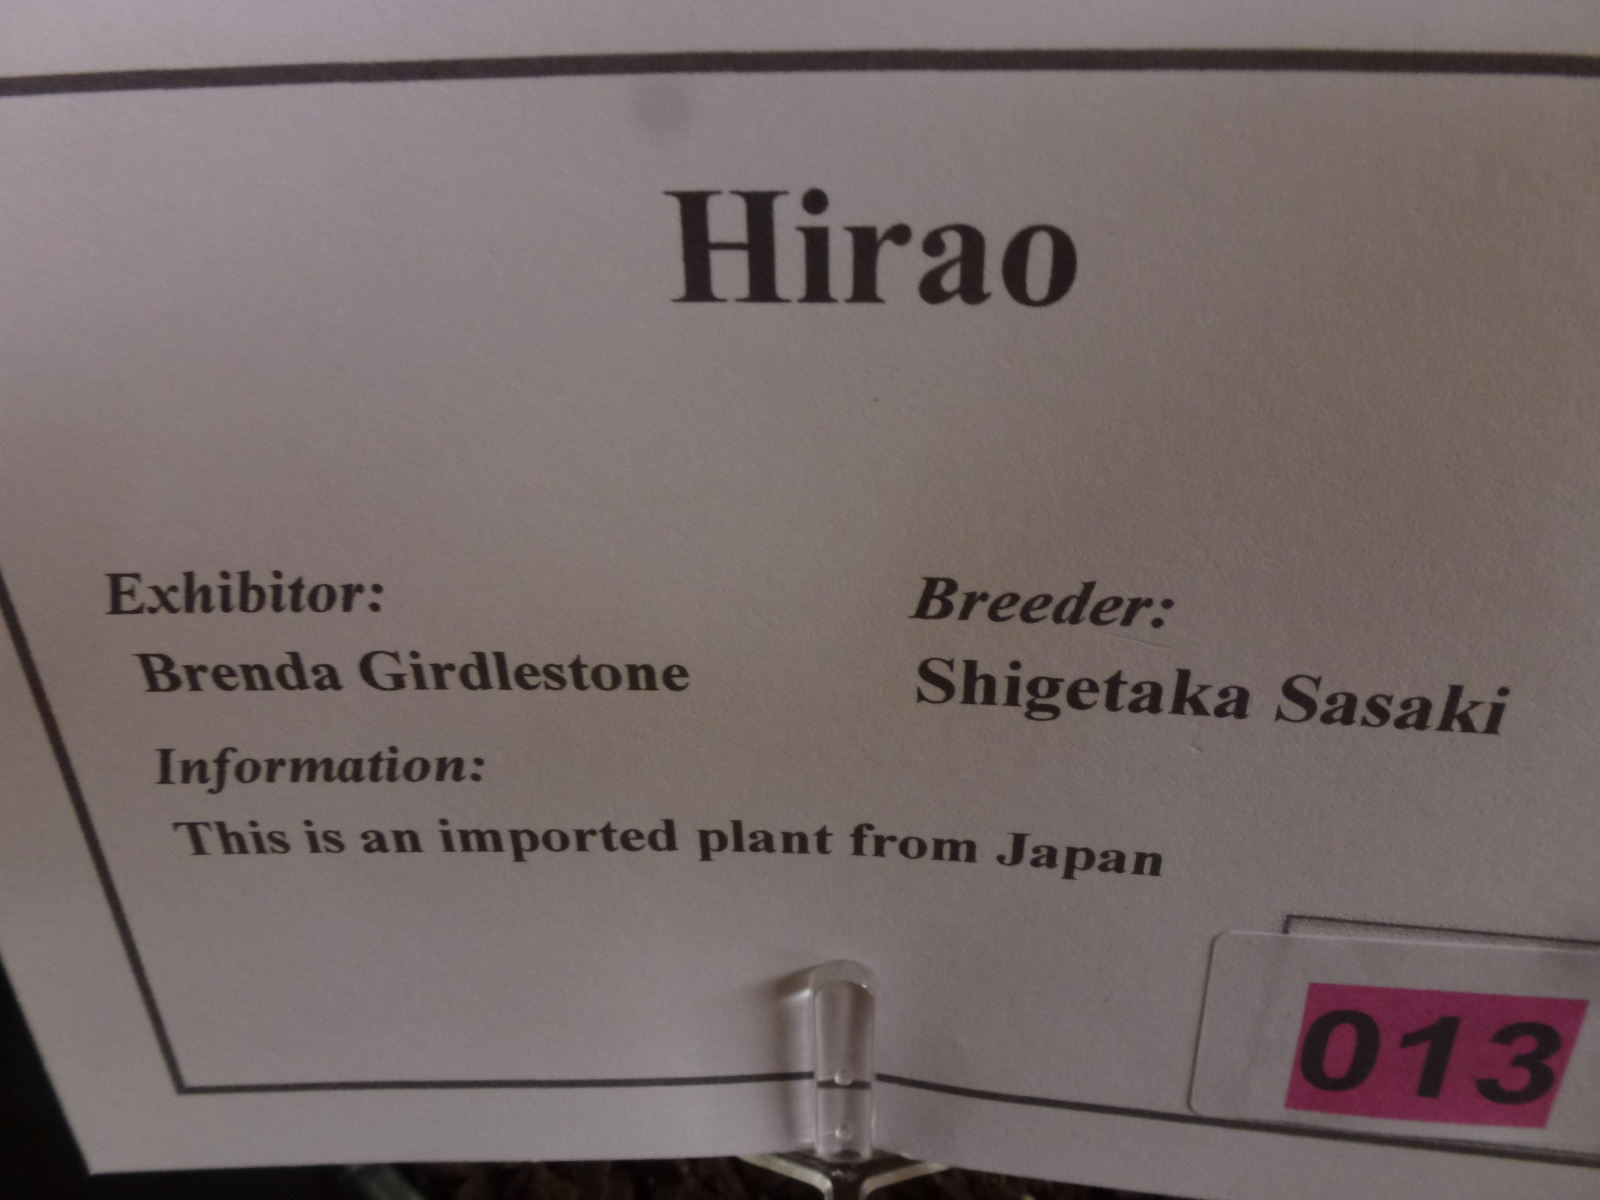 Hirao
Exhibitor:
Brenda Girdlestone
Breeder:
Shigetaka Sasaki
Information:
This is an imported plant from Japan
013